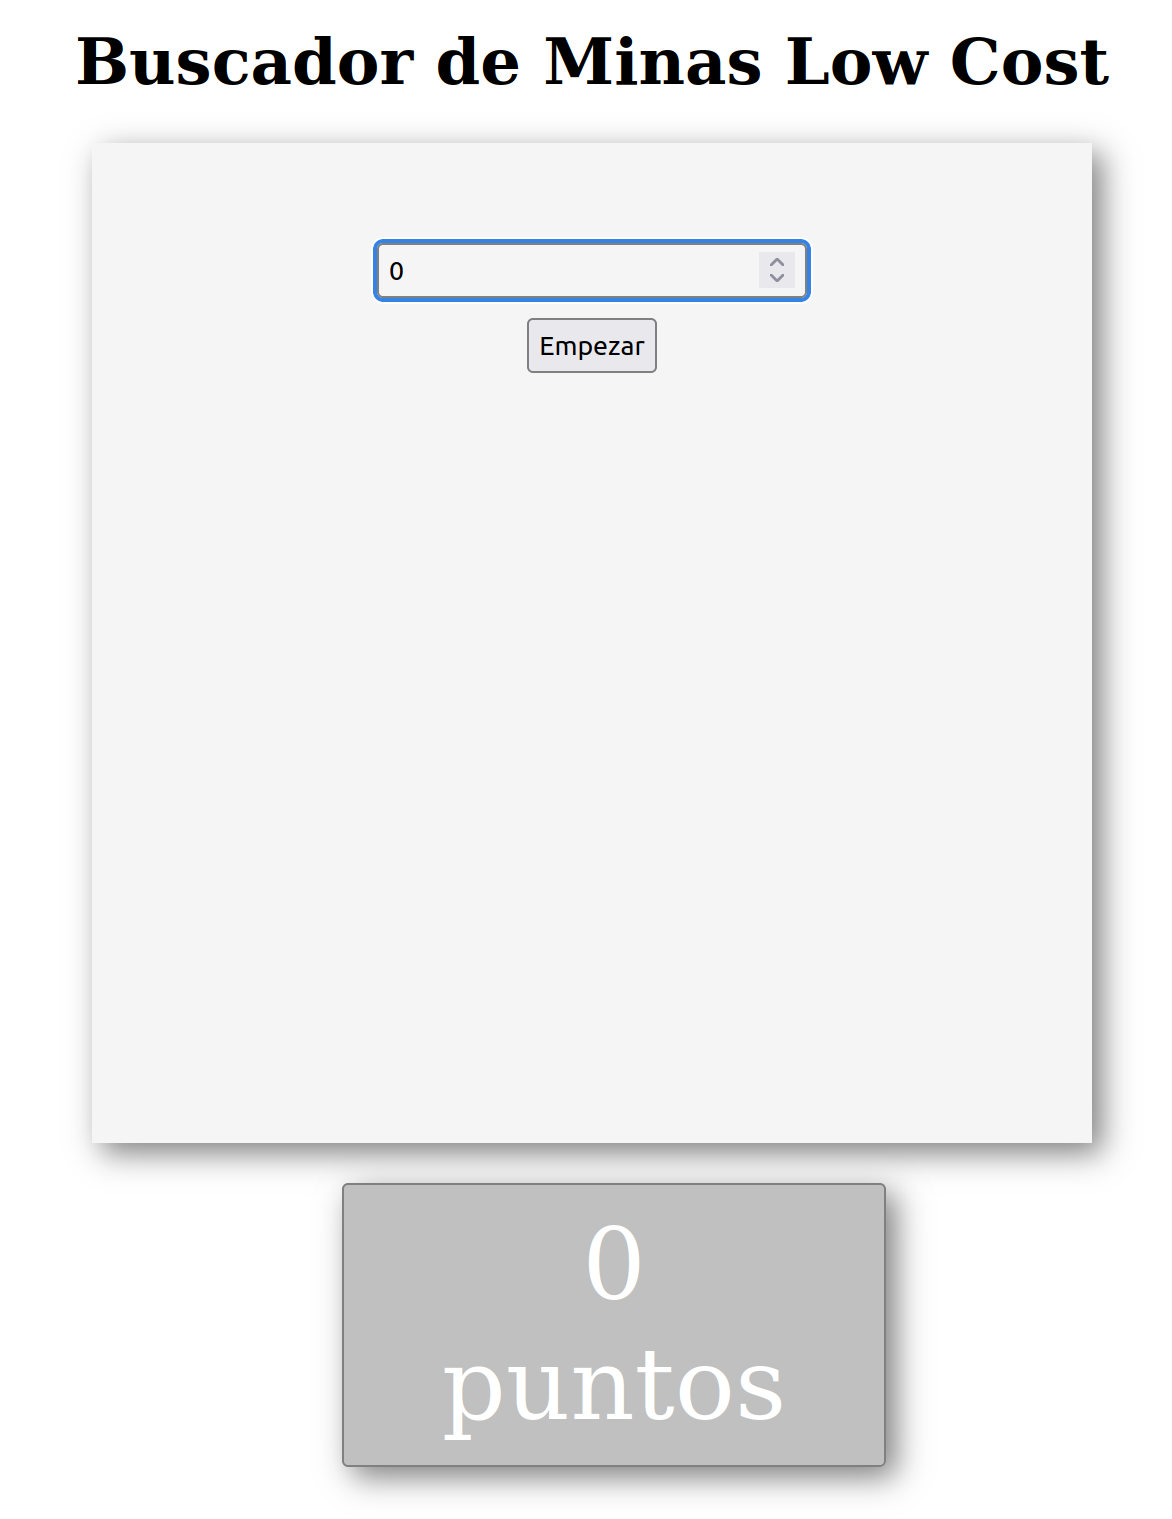 Buscador de Minas Low Cost
0
Empezar
0
puntos